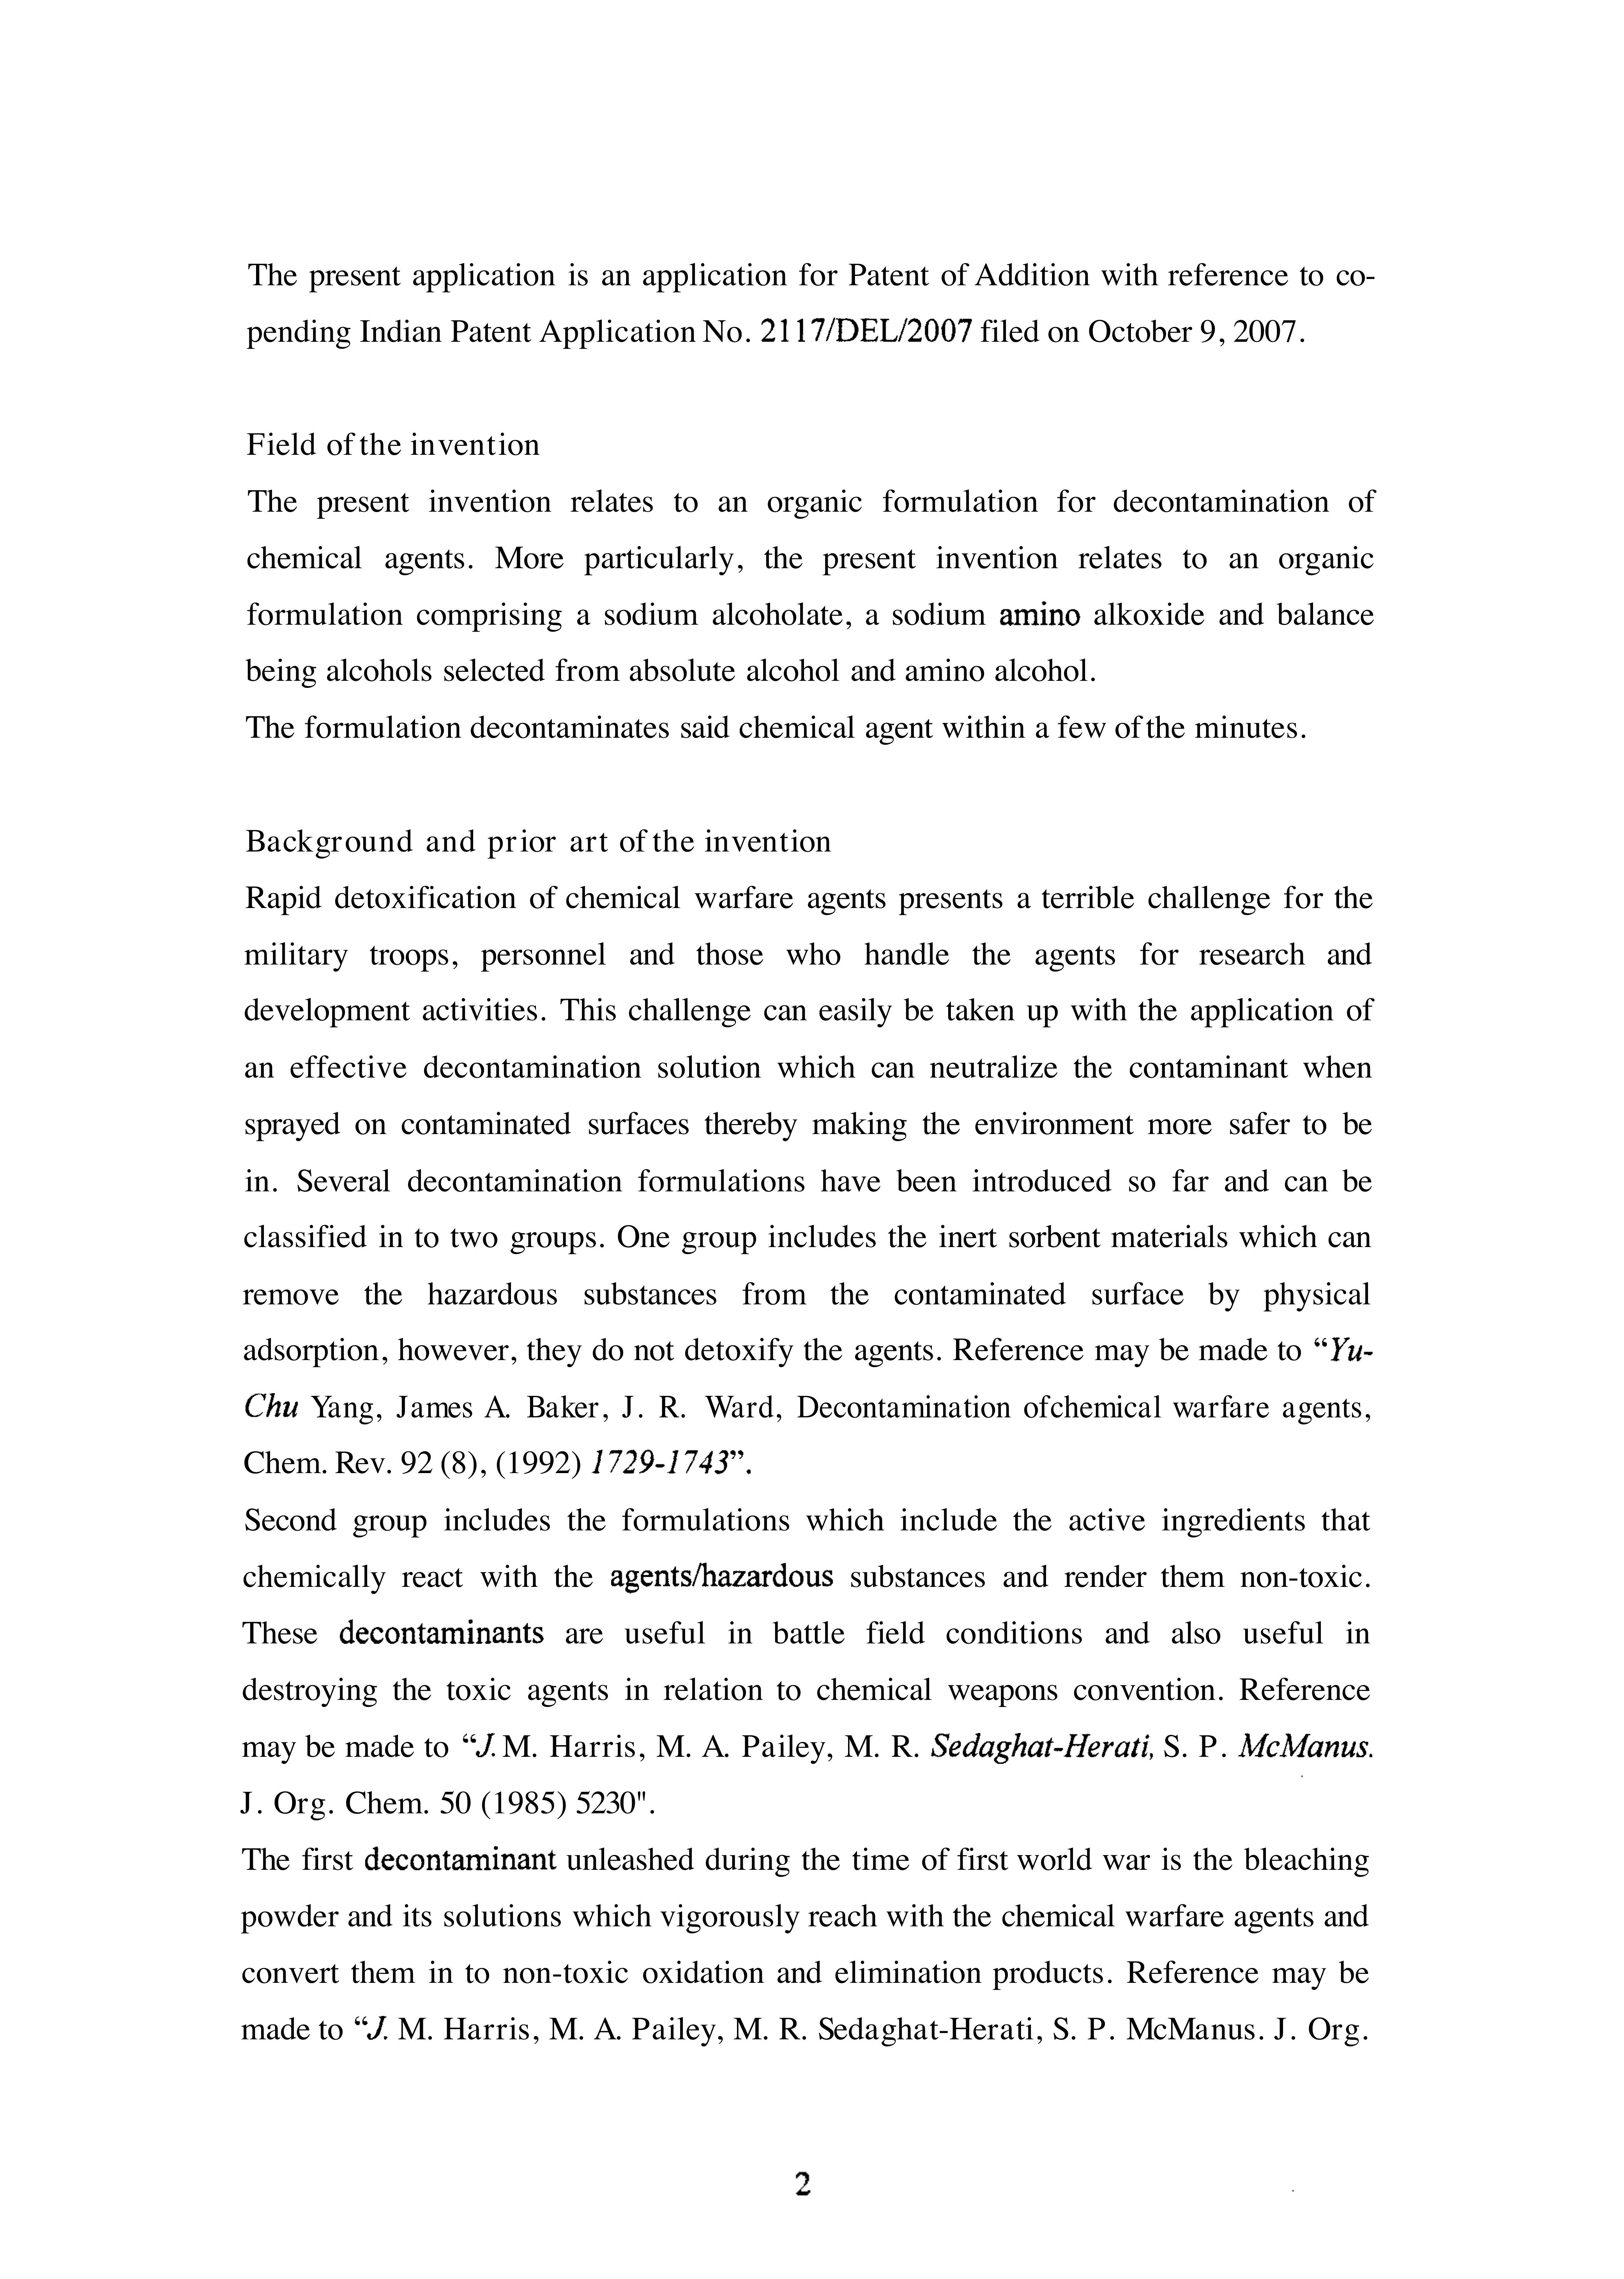 The present application is an application for Patent of Addition with reference to co-
pending Indian Patent Application No. 2117/DEL/2007 filed on October 9, 2007.
Field of the invention
The present invention relates to an organic formulation for decontamination of
chemical agents. More particularly, the present invention relates to an organic
formulation comprising a sodium alcoholate, a sodium amino alkoxide and balance
being alcohols selected from absolute alcohol and amino alcohol.
The formulation decontaminates said chemical agent within a few of the minutes.
Background and prior art of the invention
Rapid detoxification of chemical warfare agents presents a terrible challenge for the
military troops, personnel and those who handle the agents for research and
development activities. This challenge can easily be taken up with the application of
an effective decontamination solution which can neutralize the contaminant when
sprayed on contaminated surfaces thereby making the environment more safer to be
in. Several decontamination formulations have been introduced so far and can be
classified in to two groups. One group includes the inert sorbent materials which can
remove the hazardous substances from the contaminated surface by physical
adsorption, however, they do not detoxify the agents. Reference may be made to “Yu-
Chu Yang, James A. Baker, J. R. Ward, Decontamination ofchemical warfare agents,
Chem. Rev. 92 (8), (1992) 1729-1743”.
Second group includes the formulations which include the active ingredients that
chemically react with the agents/hazardous substances and render them non-toxic.
These decontaminants are useful in battle field conditions and also useful in
destroying the toxic agents in relation to chemical weapons convention. Reference
may be made to “J. M. Harris, M. A. Pailey, M. R. Sedaghat-Herati, S. P. McManus.
J. Org. Chem. 50 (1985) 5230".
The first decontaminant unleashed during the time of first world war is the bleaching
powder and its solutions which vigorously reach with the chemical warfare agents and
convert them in to non-toxic oxidation and elimination products. Reference may be
made to “J. M. Harris, M. A. Pailey, M. R. Sedaghat-Herati, S. P. McManus. J. Org.
2